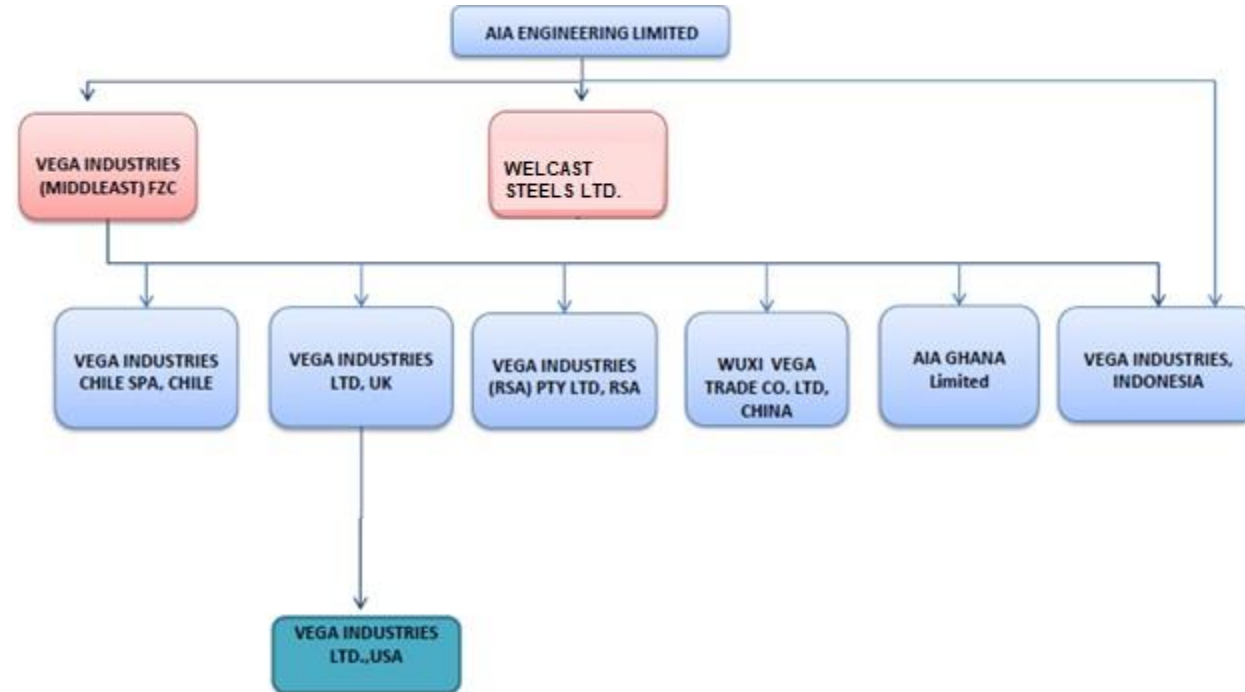 AIA ENGINEERING LIMITED
VEGA INDUSTRIES
(MIDDLEAST) FZC
WELCAST
STEELS LTD.
VEGA INDUSTRIES
CHILE SPA, CHILE
VEGA INDUSTRIES
LTD, UK
VEGA INDUSTRIES
(RSA) PTY LTD, RSA
WUXI VEGA
TRADE CO. LTD,
CHINA
AIA GHANA
Limited
VEGA INDUSTRIES,
INDONESIA
VEGA INDUSTRIES
LTD.,USA